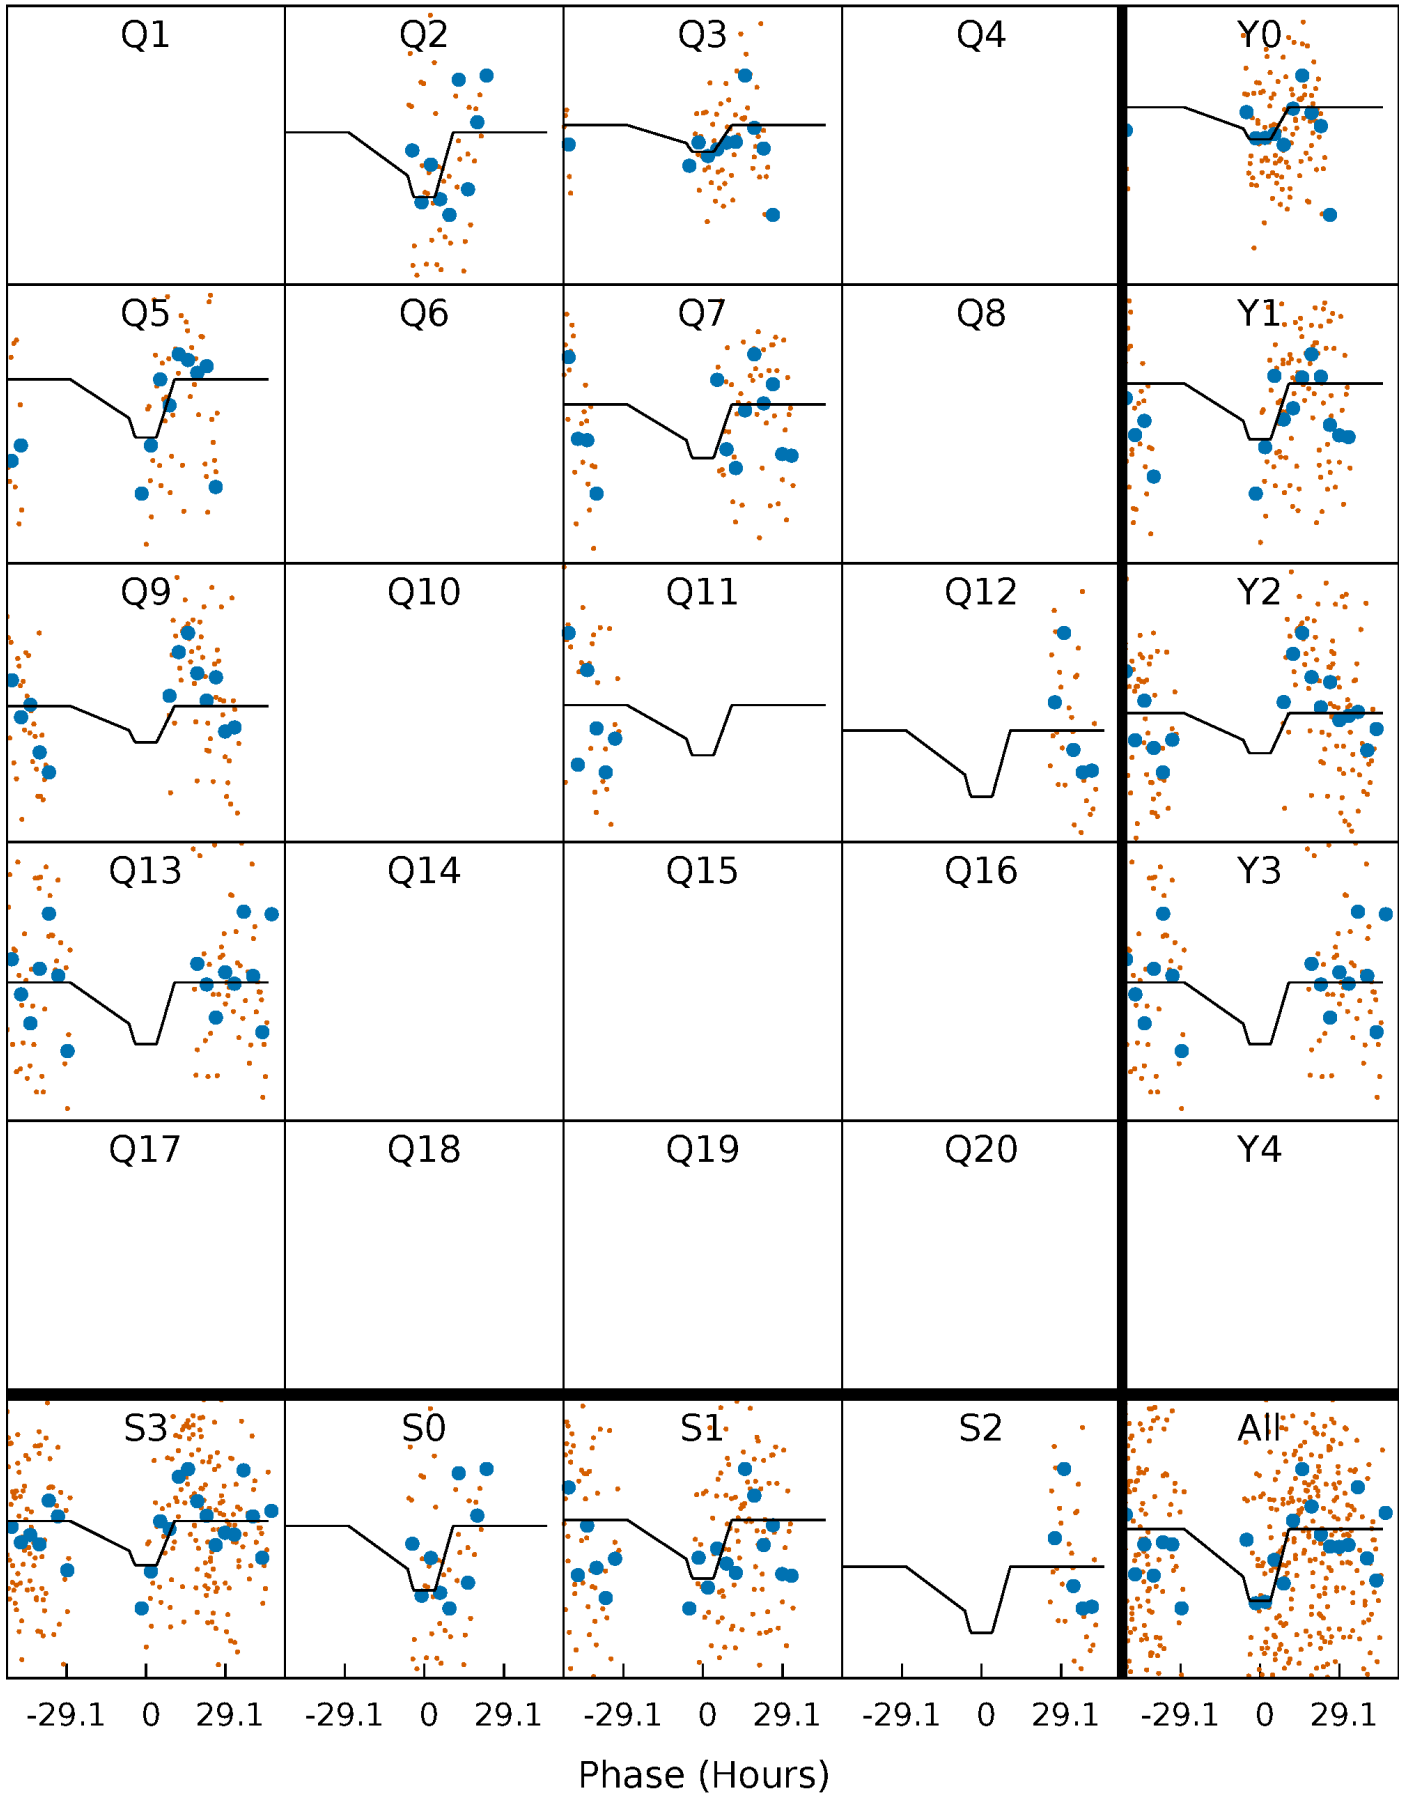 Q1 Q2 Q3 Q4 Y0
Q5 Q6 Q7 Q8 Y1
Q9 Q10 Q11 Q12 Y2
Q13 Q14 Q15 Q16 Y3
Q17 Q18 Q19 Q20 Y4
S3 S0 S1 S2 All
-29.1 0 29.1 -29.1 0 29.1 -29.1 0 29.1 -29.1 0 29.1 -29.1 0 29.1
Phase (Hours)